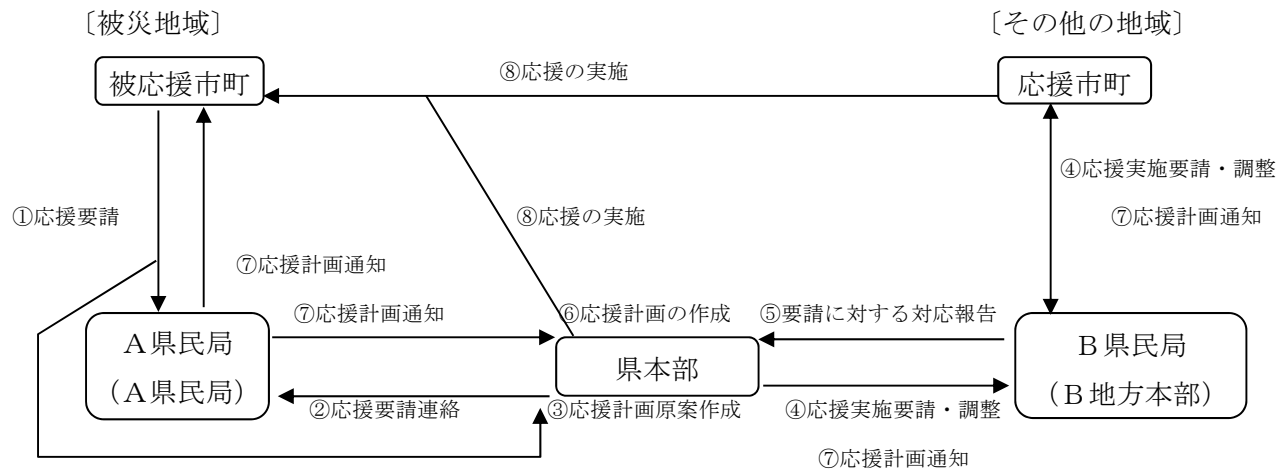 〔被災地域〕
〔その他の地域〕
被応援市町
⑧応援の実施
応援市町
④応援実施要請・調整
①応援要請
⑧応援の実施
⑦応援計画通知
⑦応援計画通知
⑦応援計画通知
⑥応援計画の作成
⑤要請に対する対応報告
A県民局
(A県民局)
県本部
B県民局
(B地方本部)
②応援要請連絡
③応援計画原案作成
④応援実施要請・調整
⑦応援計画通知